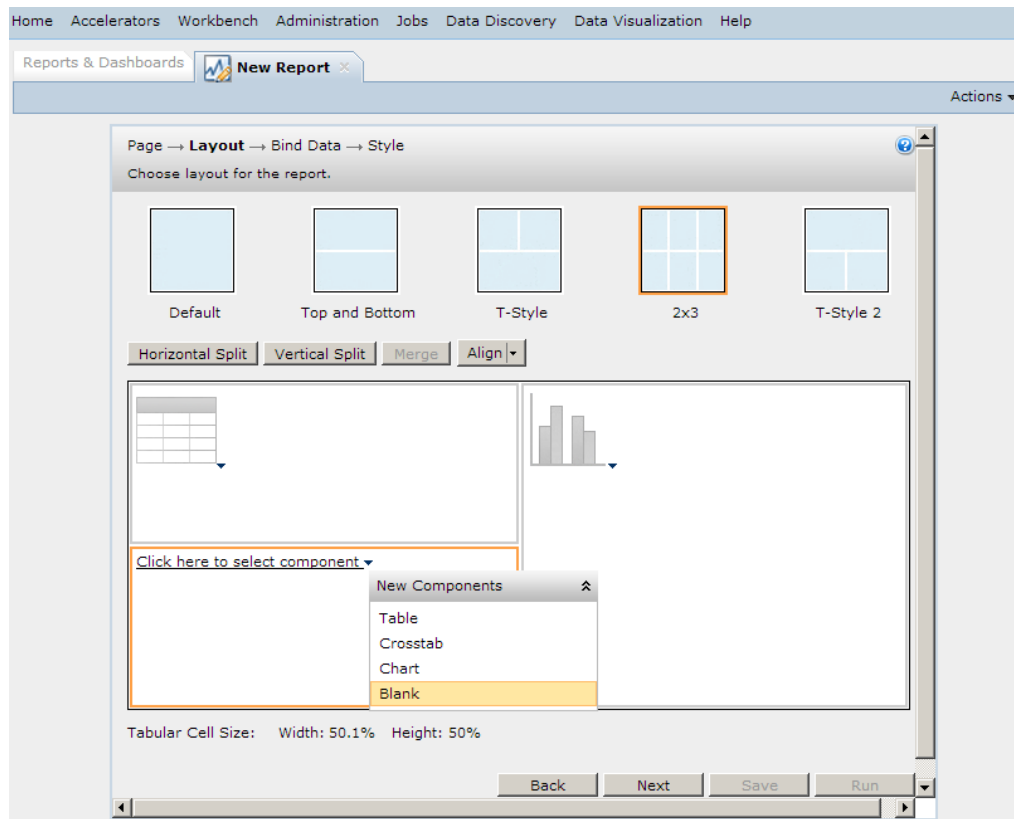 Home Accelerators Workbench Administration Jobs Data Discovery Data Visualization Help
Reports & Dashboards New Report
Actions
Page → Layout → Bind Data → Style
Choose layout for the report.
Default Top and Bottom T-Style 2x3 T-Style 2
Horizontal Split Vertical Split Merge Align
Click here to select component
New Components
Table
Crosstab
Chart
Blank
Tabular Cell Size: Width: 50.1% Height: 50%
Back Next Save Run